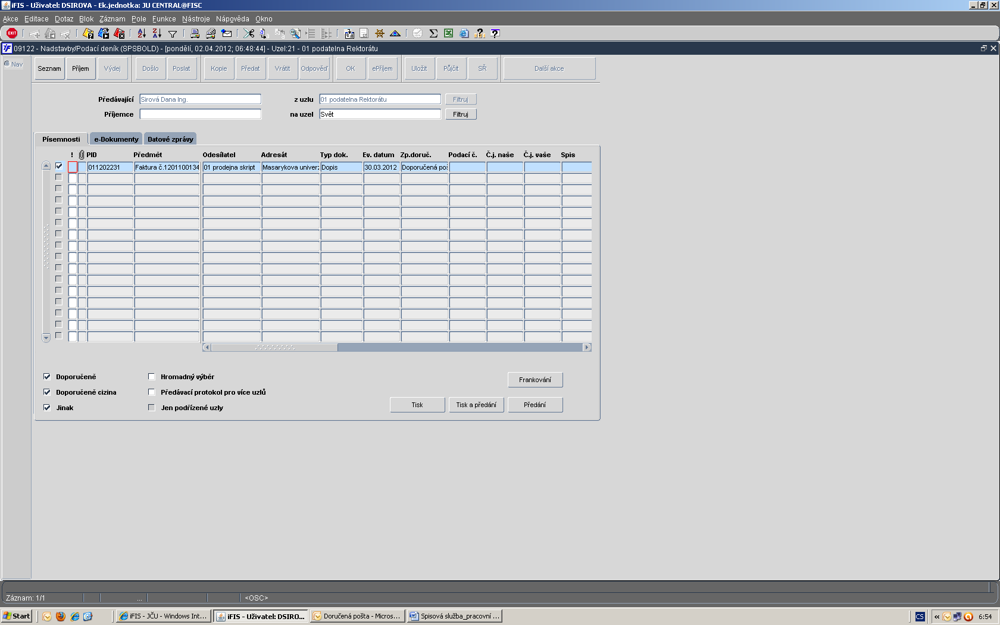 iFIS - Uživatel: DSIROVA - Ek.jednotka: JU CENTRAL@FISC
Akce Editace Dotaz Blok Záznam Pole Funkce Nástroje Nápověda Okno
EXIT
09122 - Nadstavby/Podací deník (SPSBOLD) - [pondělí, 02.04.2012; 06:48:44] - Uzel:21 - 01 podatelna Rektorátu
Nav
Seznam Příjem Výdej Došlo Poslat Kopie Předat Vrátit Odpověď OK ePříjem Uložit Půjčit SŘ Další akce
Předávající Sirová Dana Ing. z uzlu 01 podatelna Rektorátu Filtruj
Příjemce na uzel Svět Filtruj
Písemnosti e-Dokumenty Datové zprávy
! PID Předmět Odesílatel Adresát Typ dok. Ev. datum Zp.doruč. Podací č. Č.j. naše Č.j. vaše Spis
011202231 Faktura č.1201100134 01 prodejna skript Masarykova univerz Dopis 30.03.2012 Doporučená poš
Doporučeně Hromadný výběr Frankování
Doporučeně cizina Předávací protokol pro více uzlů
Jinak Jen podřízené uzly Tisk Tisk a předání Předání
Záznam: 1/1 ... <OSC>
Start iFIS - JČU - Windows Int... iFIS - Uživatel: DSIRO... Doručená pošta - Micros... Spisová služba_pracovní ... CS « 6:54